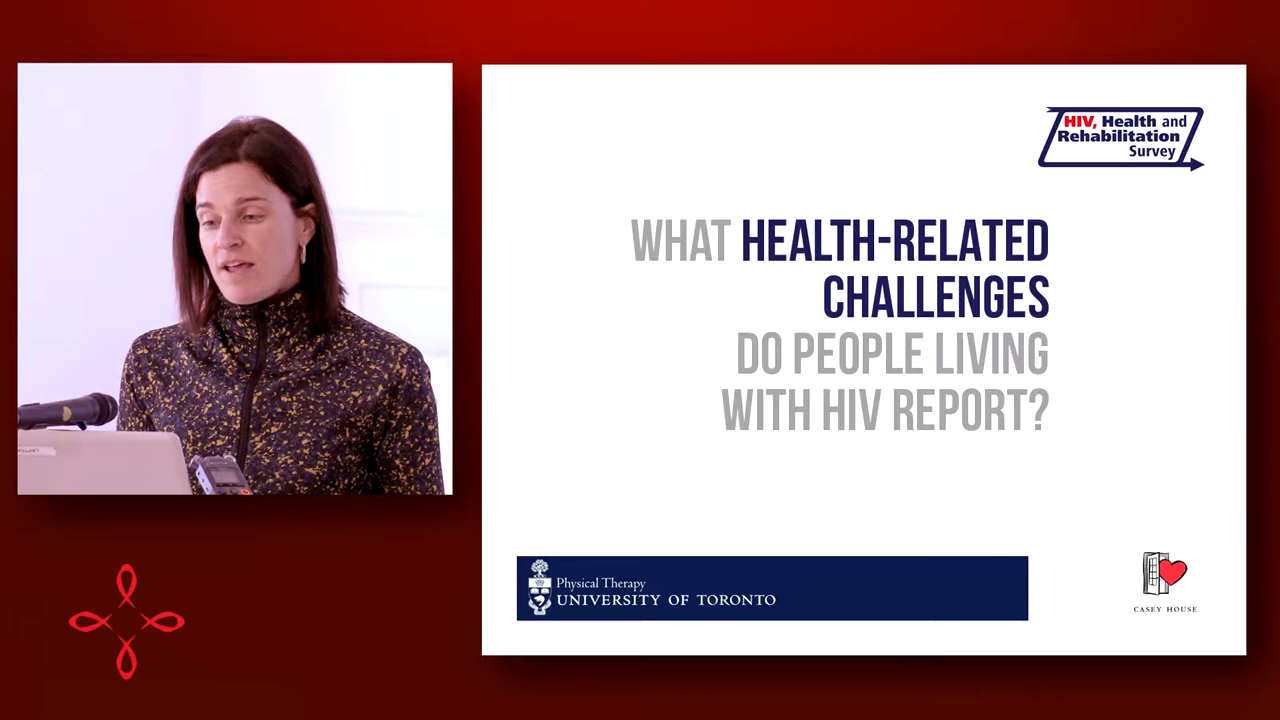 HIV, Health and
Rehabilitation
Survey
WHAT HEALTH-RELATED
CHALLENGES
DO PEOPLE LIVING
WITH HIV REPORT?
Physical Therapy
UNIVERSITY OF TORONTO
CASEY HOUSE